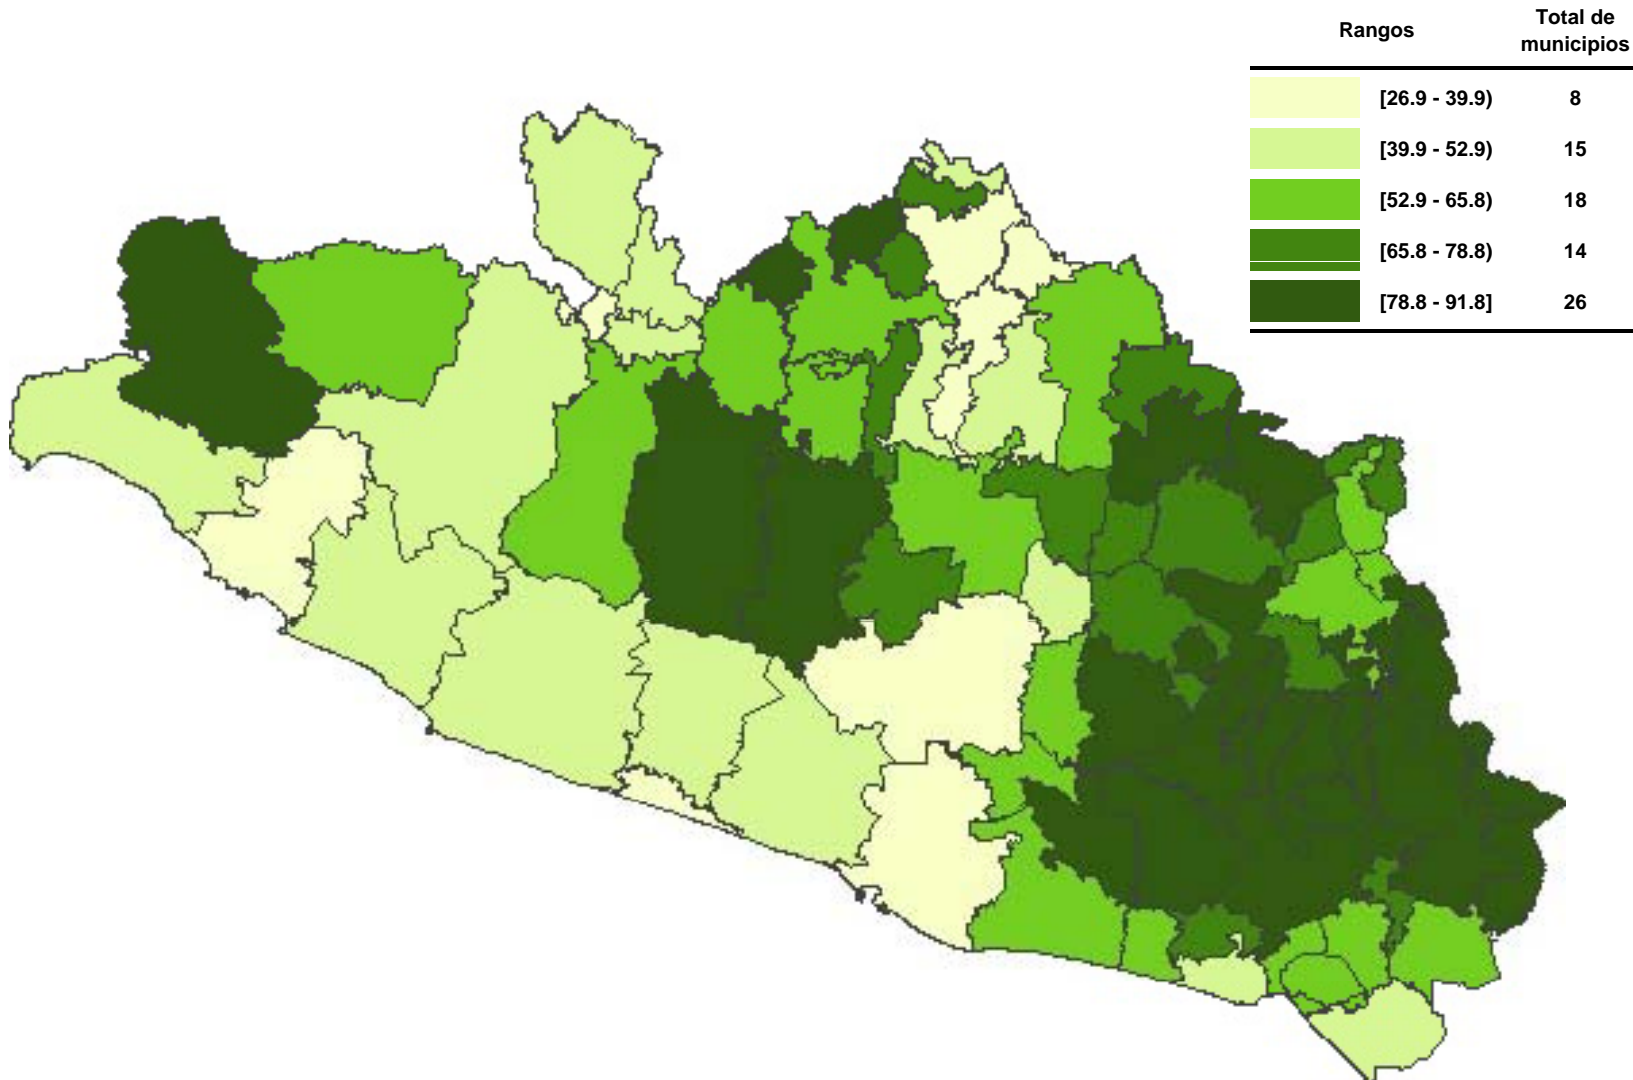 Rangos Total de
municipios
[26.9 - 39.9) 8
[39.9 - 52.9) 15
[52.9 - 65.8) 18
[65.8 - 78.8) 14
[78.8 - 91.8] 26